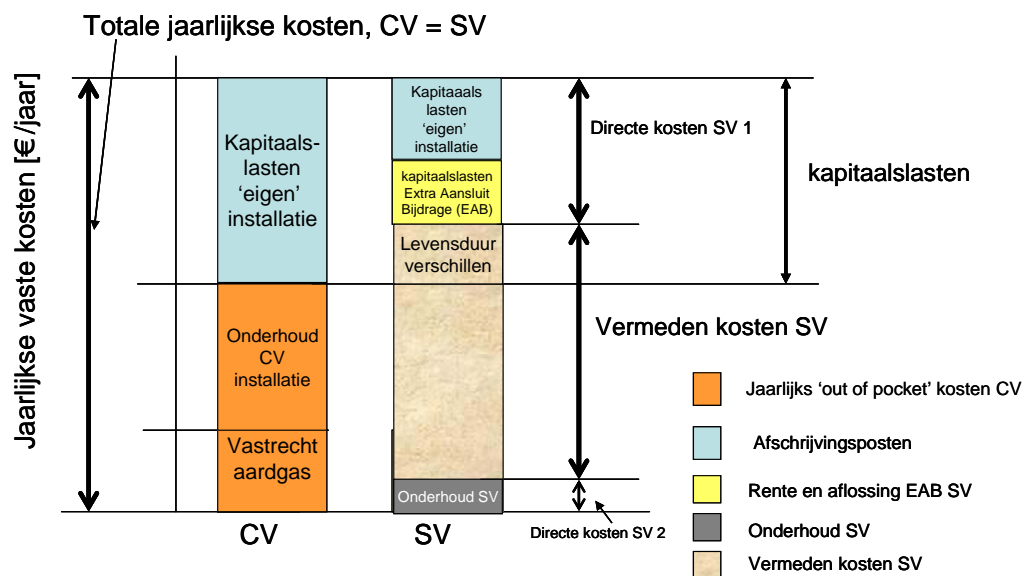 Totale jaarlijkse kosten, CV = SV
Jaarlijkse vaste kosten [€/jaar]
Kapitaals-
lasten
‘eigen’
installatie
Onderhoud
CV
installatie
Vastrecht
aardgas
CV
Kapitaaals
lasten
‘eigen’
installatie
kapitaalslasten
Extra Aansluit
Bijdrage (EAB)
Levensduur
verschillen
Onderhoud SV
SV
Directe kosten SV 1
Vermeden kosten SV
Directe kosten SV 2
kapitaalslasten
Jaarlijks ‘out of pocket’ kosten CV
Afschrijvingsposten
Rente en aflossing EAB SV
Onderhoud SV
Vermeden kosten SV